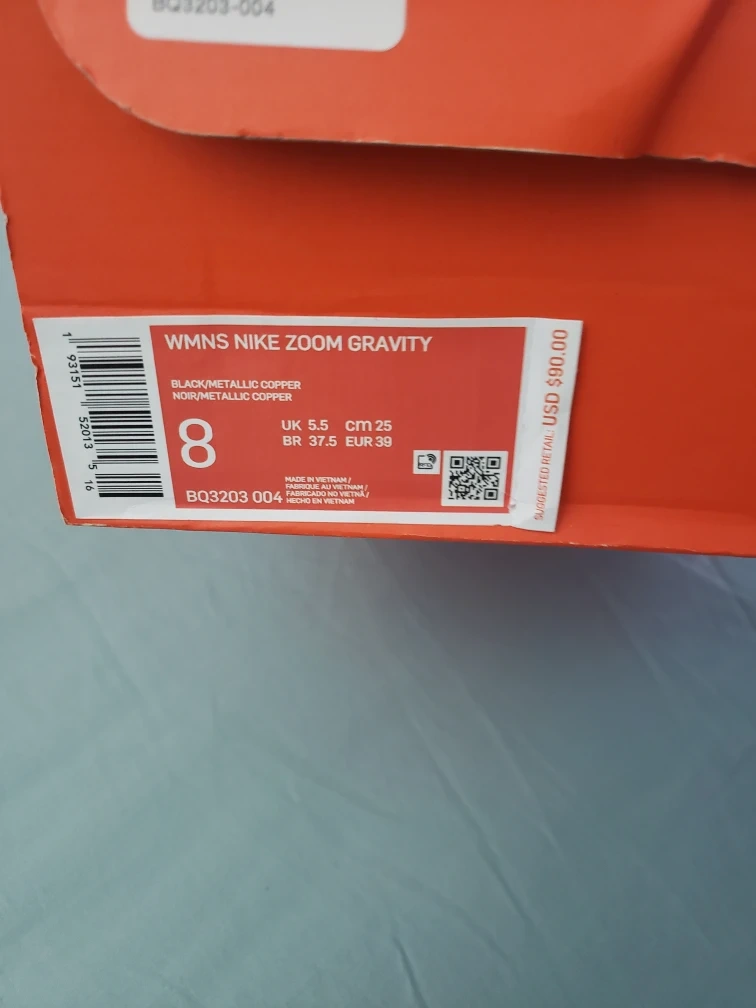 BQ3203-004
WMNS NIKE ZOOM GRAVITY
BLACK/METALLIC COPPER
NOIR/METALLIC COPPER
8
UK 5.5 cm 25
BR 37.5 EUR 39
BQ3203 004
MADE IN VIETNAM /
FABRIQUE AU VIETNAM /
FABRICADO NO VIETNÃ /
HECHO EN VIETNAM
1 93151 52013 5 16
SUGGESTED RETAIL: USD $90.00